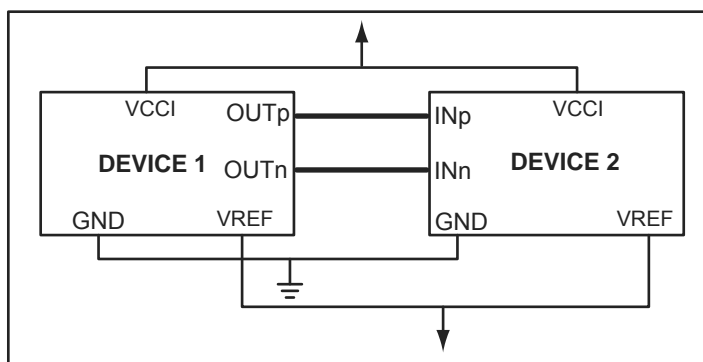 VCCI
OUTp
DEVICE 1
OUTn
GND
VREF
VCCI
INp
DEVICE 2
INn
GND
VREF